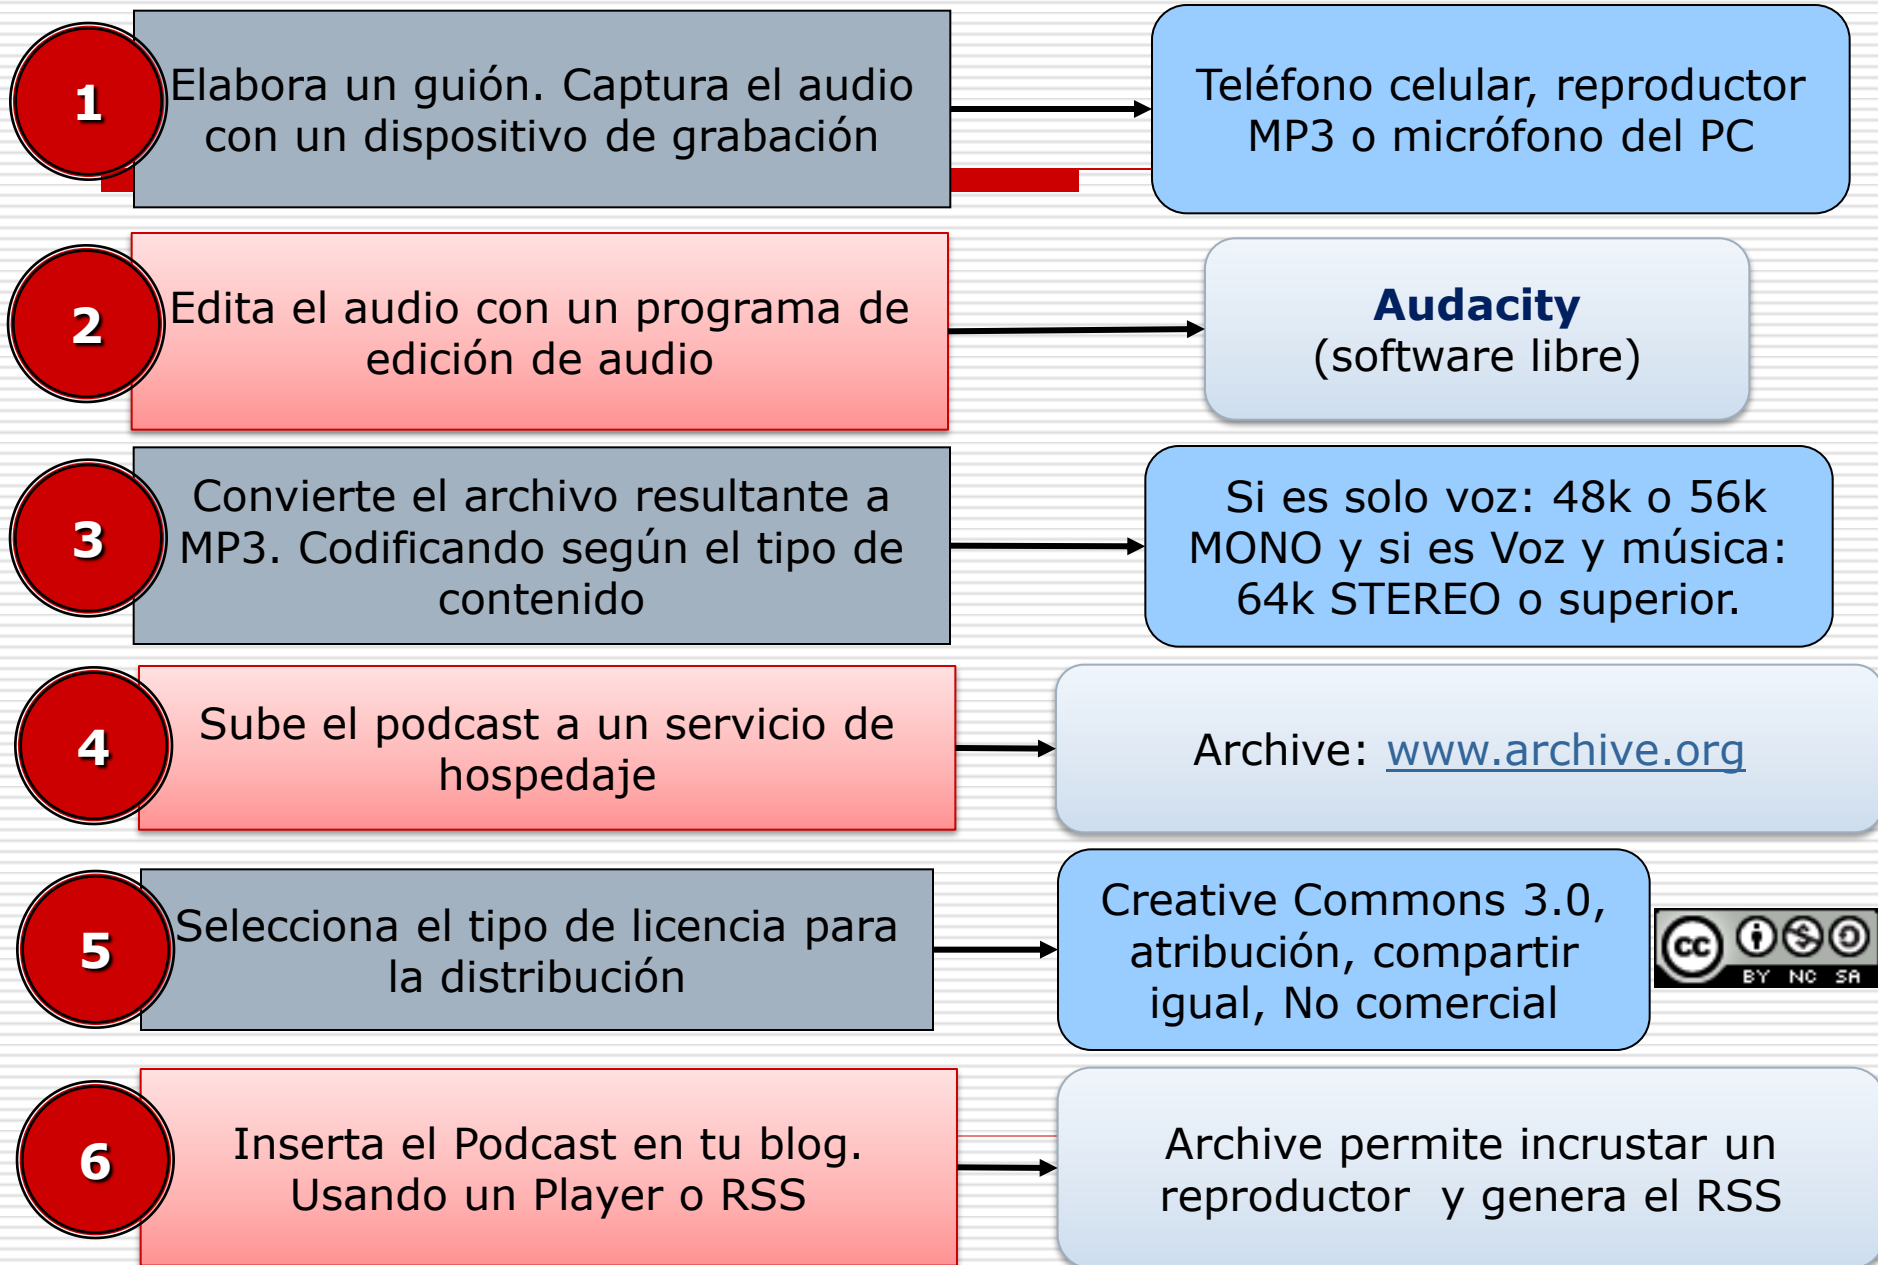 1
Elabora un guión. Captura el audio
con un dispositivo de grabación
Teléfono celular, reproductor
MP3 o micrófono del PC
2
Edita el audio con un programa de
edición de audio
Audacity
(software libre)
3
Convierte el archivo resultante a
MP3. Codificando según el tipo de
contenido
Si es solo voz: 48k o 56k
MONO y si es Voz y música:
64k STEREO o superior.
4
Sube el podcast a un servicio de
hospedaje
Archive: www.archive.org
5
Selecciona el tipo de licencia para
la distribución
Creative Commons 3.0,
atribución, compartir
igual, No comercial
cc
BY NC SA
6
Inserta el Podcast en tu blog.
Usando un Player o RSS
Archive permite incrustar un
reproductor  y genera el RSS